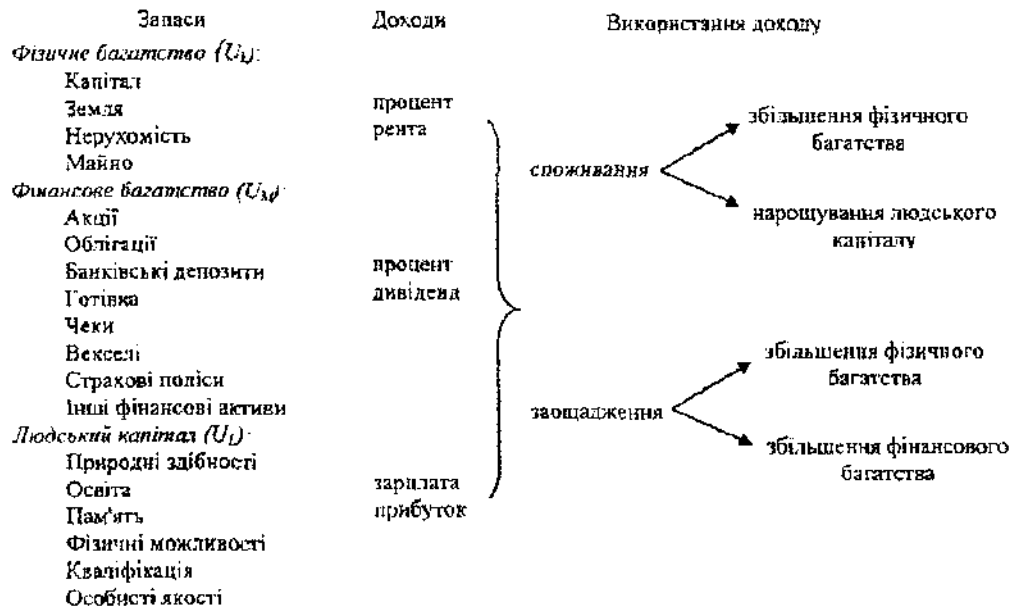 Запаси Доходи Використання доходу
Фізичне багатство (Uk):
Капітал
Земля процент
Нерухомість рента
Майно
Фінансове багатство (UM):
Акції
Облігації
Банківські депозити процент
Готівка дивіденд
Чеки
Векселі
Страхові поліси
Інші фінансові активи
Людський капітал (UL):
Природні здібності
Освіта зарплата
Пам'ять прибуток
Фізичні можливості
Кваліфікація
Особисті якості
споживання
збільшення фізичного
багатства
нарощування людського
капіталу
заощадження
збільшення фізичного
багатства
збільшення фінансового
багатства